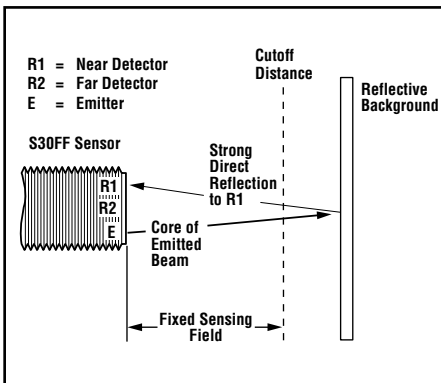 R1 = Near Detector
R2 = Far Detector
E = Emitter
S30FF Sensor
Cutoff
Distance
Reflective
Background
R1
R2
E
Strong
Direct
Reflection
to R1
Core of
Emitted
Beam
Fixed Sensing
Field